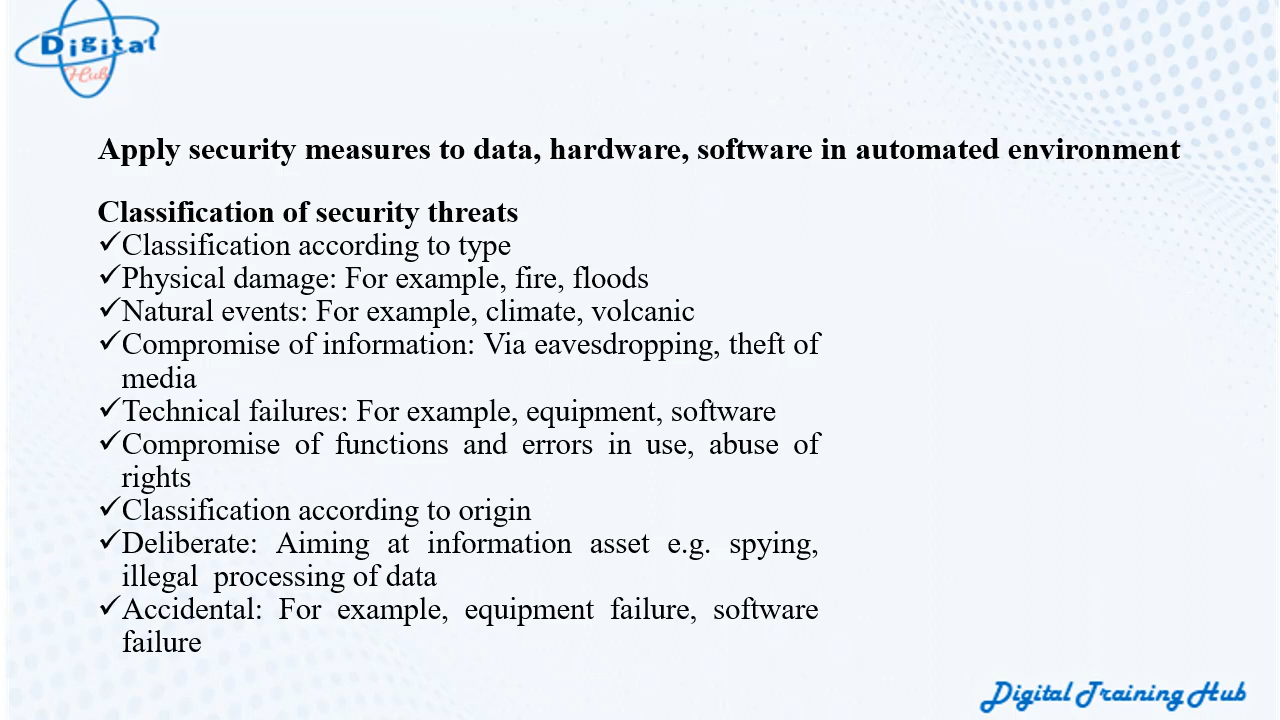 Digital
Hub
Apply security measures to data, hardware, software in automated environment
Classification of security threats
✓Classification according to type
✓Physical damage: For example, fire, floods
✓Natural events: For example, climate, volcanic
✓Compromise of information: Via eavesdropping, theft of
media
✓Technical failures: For example, equipment, software
✓Compromise of functions and errors in use, abuse of
rights
✓Classification according to origin
✓Deliberate: Aiming at information asset e.g. spying,
illegal processing of data
✓Accidental: For example, equipment failure, software
failure
Digital Training Hub